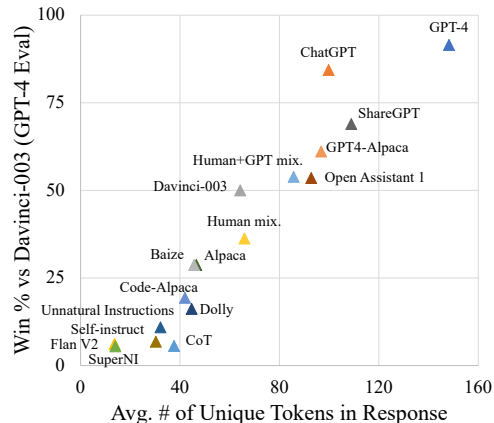 Win % vs Davinci-003 (GPT-4 Eval)
100
75
50
25
0
GPT-4
ChatGPT
ShareGPT
GPT4-Alpaca
Human+GPT mix.
Open Assistant 1
Davinci-003
Human mix.
Baize
Alpaca
Code-Alpaca
Unnatural Instructions
Dolly
Self-instruct
Flan V2
CoT
SuperNI
0
40
80
120
160
Avg. # of Unique Tokens in Response